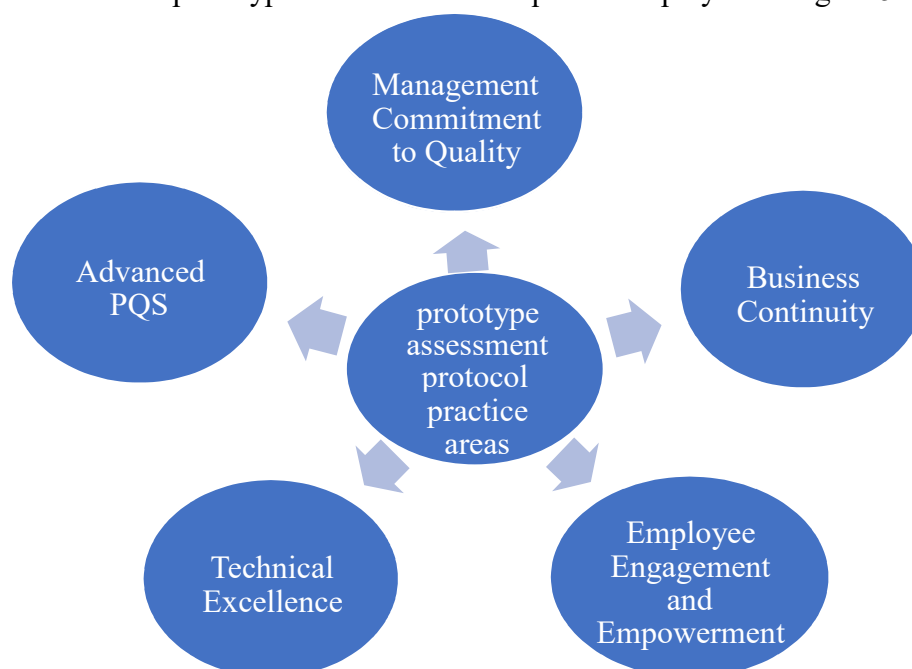 Management
Commitment
to Quality
Advanced
PQS
Business
Continuity
prototype
assessment
protocol
practice
areas
Technical
Excellence
Employee
Engagement
and
Empowerment